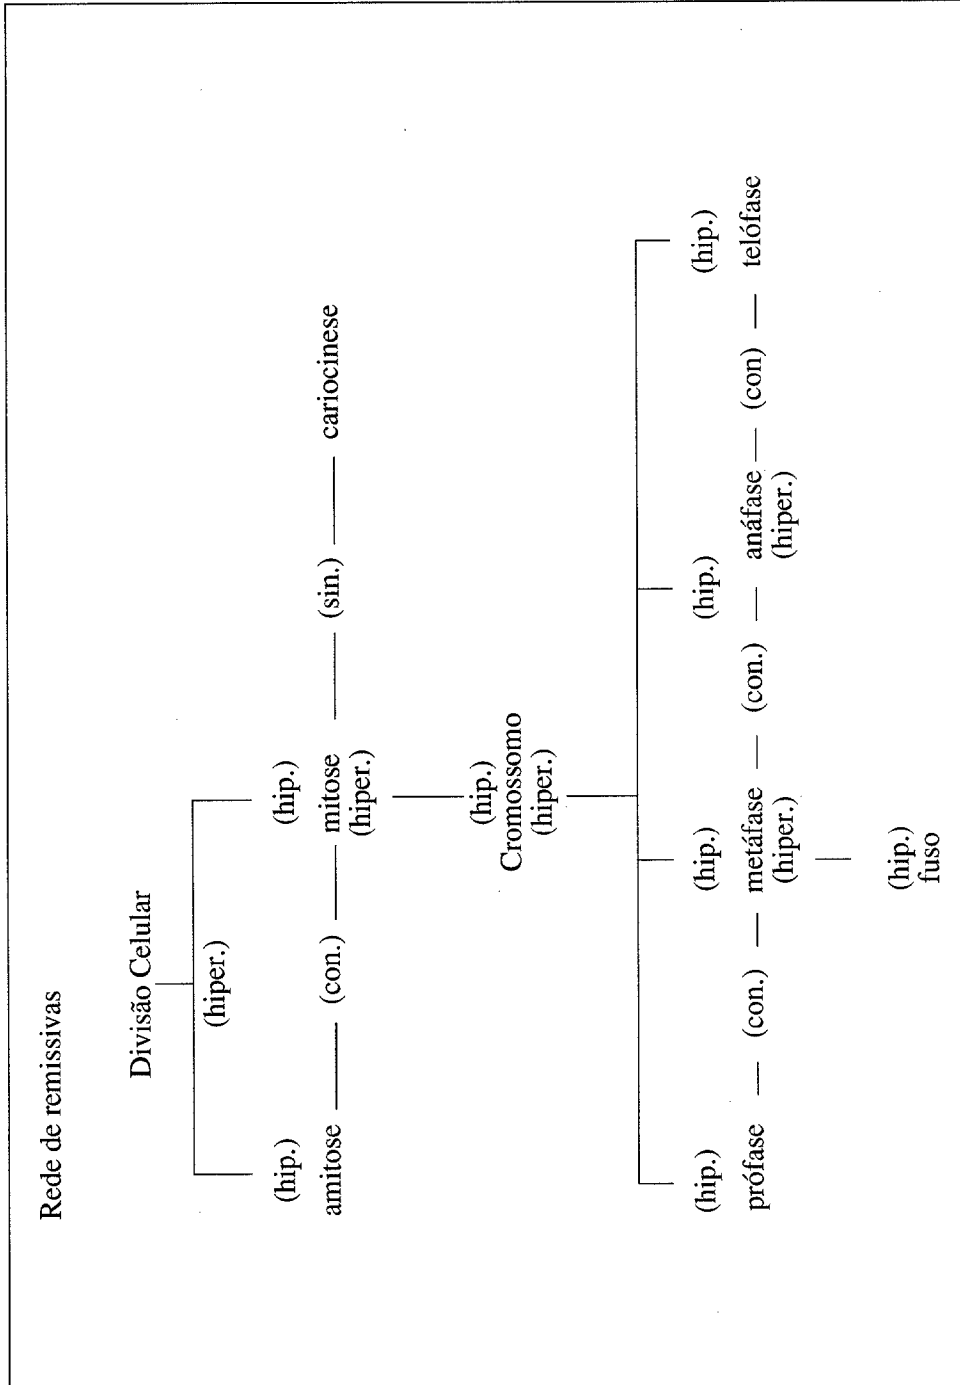 Rede de remissivas
Divisão Celular
(hiper.)
(hip.) (hip.)
amitose (con.) mitose (sin.) cariocinese
(hiper.)
(hip.)
Cromossomo
(hiper.)
(hip.) (hip.) (hip.) (hip.)
prófase (con.) metáfase (con.) anáfase (con) telófase
(hiper.) (hiper.)
(hip.)
fuso